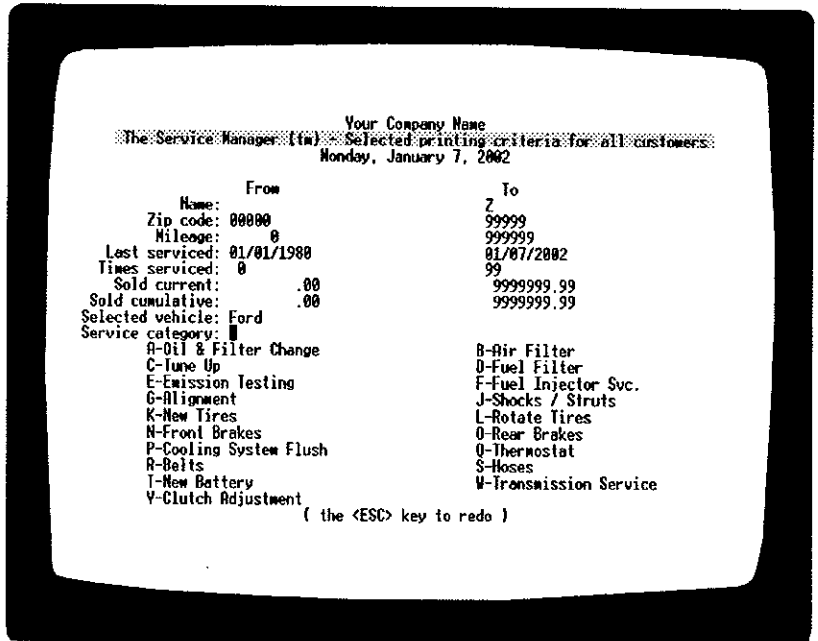 Your Company Name
The Service Manager (tm) - Selected printing criteria for all customers
Monday, January 7, 2002
From To
Name: Z
Zip code: 00000 99999
Mileage: 0 999999
Last serviced: 01/01/1980 01/07/2002
Times serviced: 0 99
Sold current: .00 9999999.99
Sold cumulative: .00 9999999.99
Selected vehicle: Ford
Service category:
A-Oil & Filter Change B-Air Filter
C-Tune Up D-Fuel Filter
E-Emission Testing F-Fuel Injector Svc.
G-Alignment J-Shocks / Struts
K-New Tires L-Rotate Tires
N-Front Brakes O-Rear Brakes
P-Cooling System Flush Q-Thermostat
R-Belts S-Hoses
T-New Battery W-Transmission Service
Y-Clutch Adjustment
( the <ESC> key to redo )